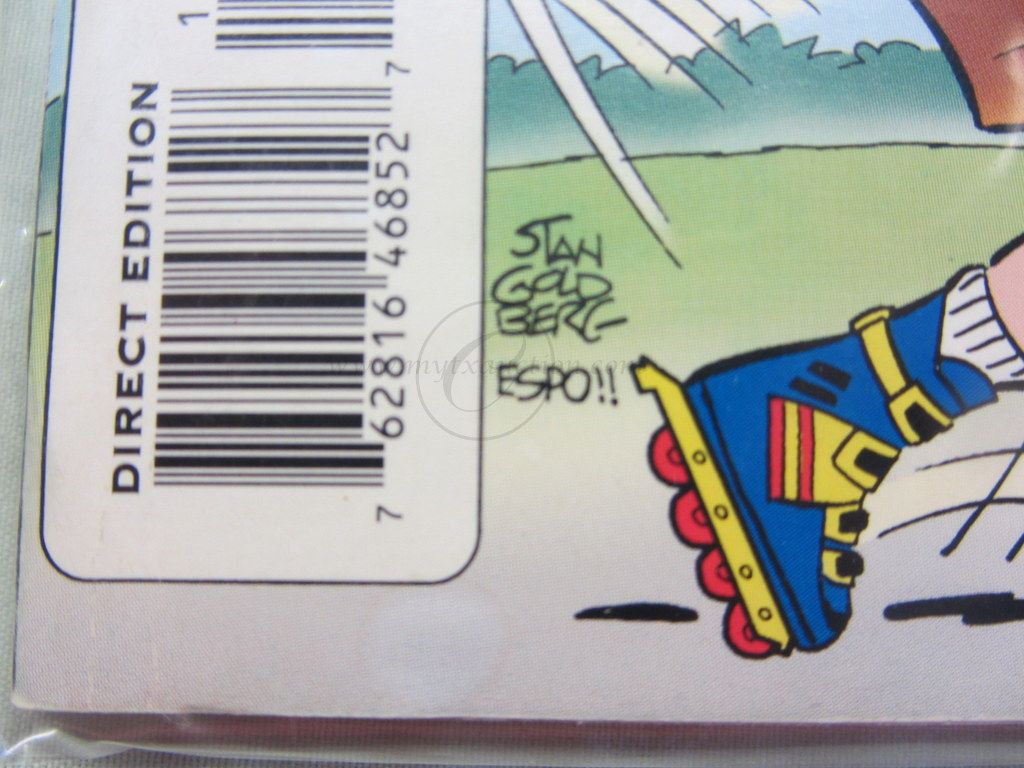 DIRECT EDITION
7 62816 46852 7
1
STAN
GOLD
BERG
ESPO!!